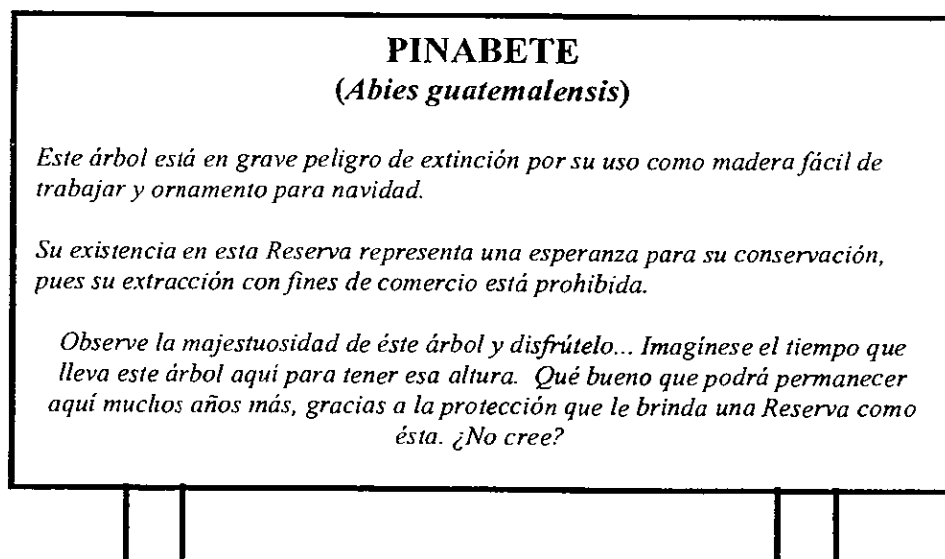 PINABETE
(Abies guatemalensis)
Este árbol está en grave peligro de extinción por su uso como madera fácil de
trabajar y ornamento para navidad.
Su existencia en esta Reserva representa una esperanza para su conservación,
pues su extracción con fines de comercio está prohibida.
Observe la majestuosidad de éste árbol y disfrútelo... Imagínese el tiempo que
lleva este árbol aquí para tener esa altura. Qué bueno que podrá permanecer
aquí muchos años más, gracias a la protección que le brinda una Reserva como
ésta. ¿No cree?